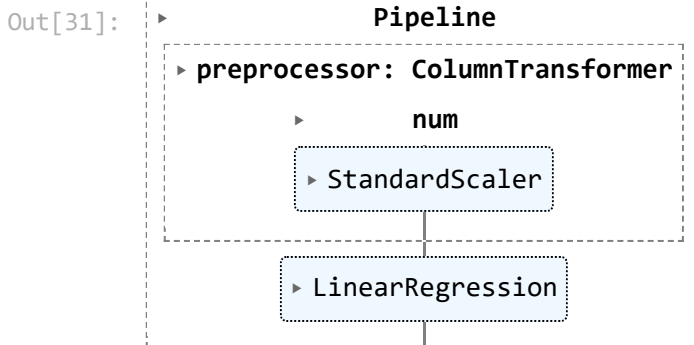 Out[31]:
▸ Pipeline
▸ preprocessor: ColumnTransformer
▸ num
▸ StandardScaler
▸ LinearRegression